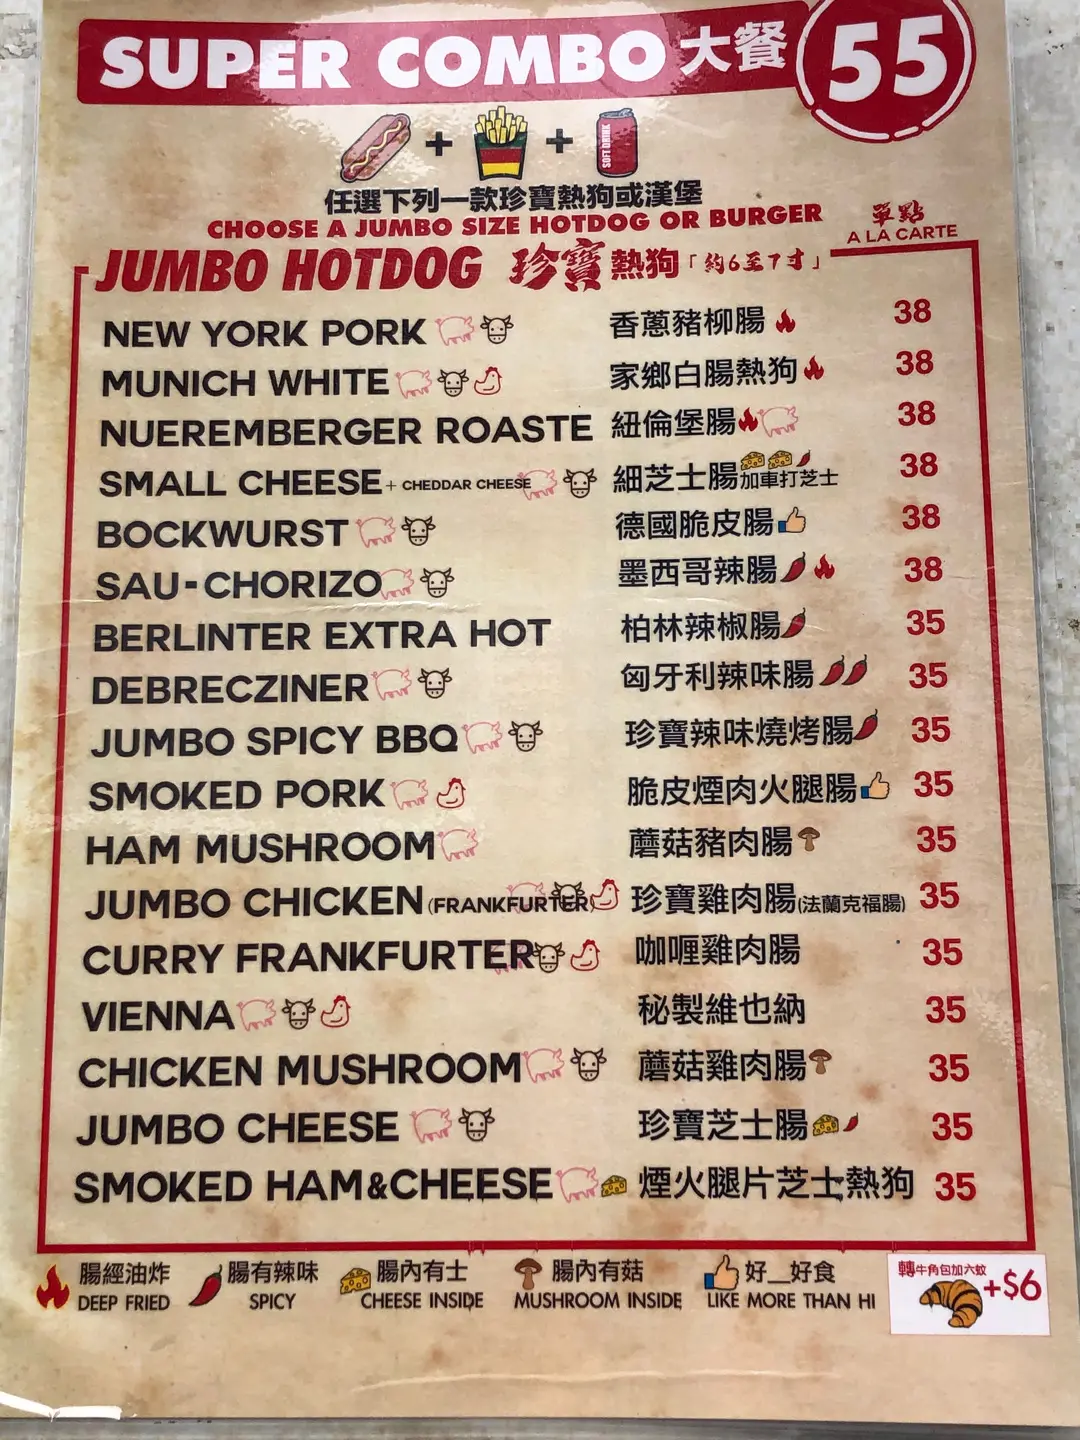 SUPER COMBO 大餐 55
+ + SOFT DRINK
任選下列一款珍寶熱狗或漢堡
CHOOSE A JUMBO SIZE HOTDOG OR BURGER
單點
A LA CARTE
JUMBO HOTDOG 珍寶熱狗「約6至7寸」
NEW YORK PORK 香蔥豬柳腸 38
MUNICH WHITE 家鄉白腸熱狗 38
NUEREMBERGER ROASTE 紐倫堡腸 38
SMALL CHEESE + CHEDDAR CHEESE 細芝士腸 加車打芝士 38
BOCKWURST 德國脆皮腸 38
SAU-CHORIZO 墨西哥辣腸 38
BERLINTER EXTRA HOT 柏林辣椒腸 35
DEBRECZINER 匈牙利辣味腸 35
JUMBO SPICY BBQ 珍寶辣味燒烤腸 35
SMOKED PORK 脆皮煙肉火腿腸 35
HAM MUSHROOM 蘑菇豬肉腸 35
JUMBO CHICKEN (FRANKFURTER) 珍寶雞肉腸(法蘭克福腸) 35
CURRY FRANKFURTER 咖喱雞肉腸 35
VIENNA 秘製維也納 35
CHICKEN MUSHROOM 蘑菇雞肉腸 35
JUMBO CHEESE 珍寶芝士腸 35
SMOKED HAM&CHEESE 煙火腿片芝士熱狗 35
腸經油炸 腸有辣味 腸內有士 腸內有菇 好__好食
DEEP FRIED SPICY CHEESE INSIDE MUSHROOM INSIDE LIKE MORE THAN HI
轉牛角包加六蚊
+$6